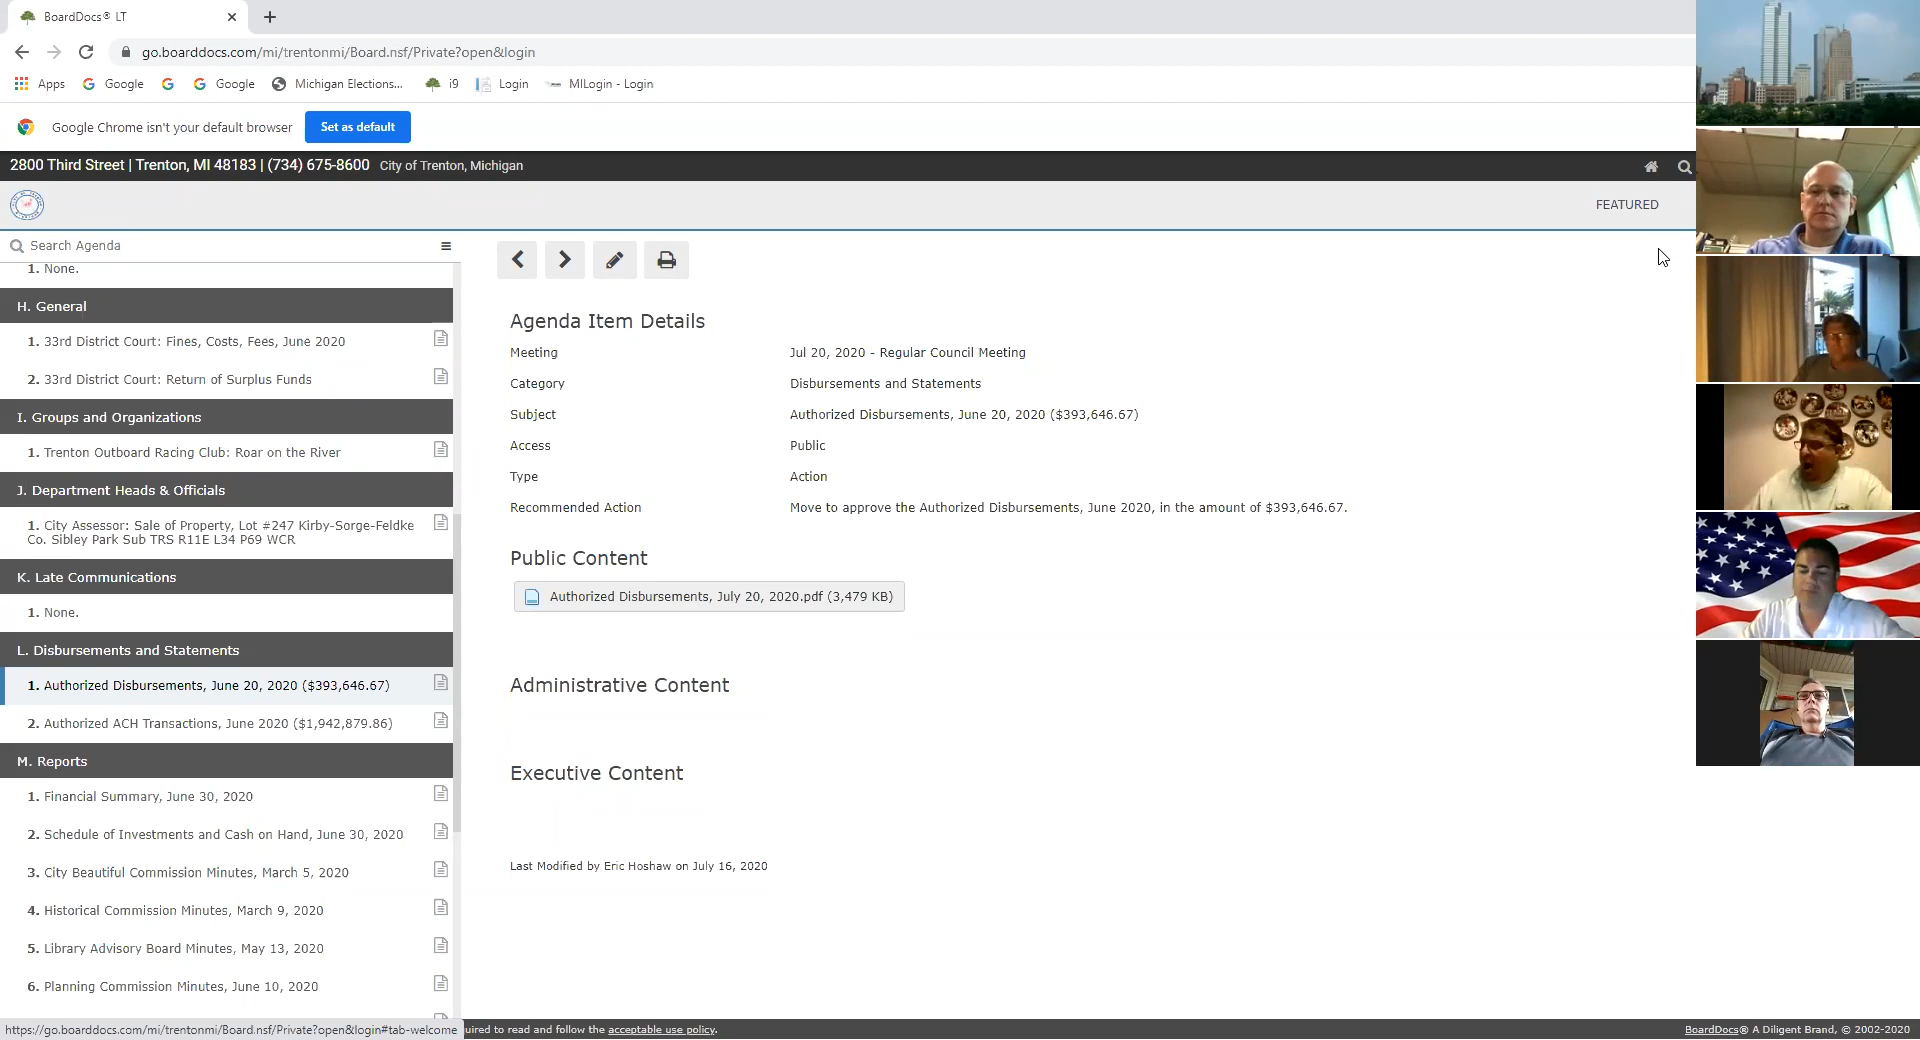 BoardDocs® LT
go.boarddocs.com/mi/trentonmi/Board.nsf/Private?open&login
Apps
Google
Google
Michigan Elections...
i9
Login
MILogin - Login
Google Chrome isn't your default browser
Set as default
2800 Third Street | Trenton, MI 48183 | (734) 675-8600 City of Trenton, Michigan
FEATURED
Search Agenda
1. None.
H. General
1. 33rd District Court: Fines, Costs, Fees, June 2020
2. 33rd District Court: Return of Surplus Funds
I. Groups and Organizations
1. Trenton Outboard Racing Club: Roar on the River
J. Department Heads & Officials
1. City Assessor: Sale of Property, Lot #247 Kirby-Sorge-Feldke
Co. Sibley Park Sub TRS R11E L34 P69 WCR
K. Late Communications
1. None.
L. Disbursements and Statements
1. Authorized Disbursements, June 20, 2020 ($393,646.67)
2. Authorized ACH Transactions, June 2020 ($1,942,879.86)
M. Reports
1. Financial Summary, June 30, 2020
2. Schedule of Investments and Cash on Hand, June 30, 2020
3. City Beautiful Commission Minutes, March 5, 2020
4. Historical Commission Minutes, March 9, 2020
5. Library Advisory Board Minutes, May 13, 2020
6. Planning Commission Minutes, June 10, 2020
Agenda Item Details
Meeting Jul 20, 2020 - Regular Council Meeting
Category Disbursements and Statements
Subject Authorized Disbursements, June 20, 2020 ($393,646.67)
Access Public
Type Action
Recommended Action Move to approve the Authorized Disbursements, June 2020, in the amount of $393,646.67.
Public Content
Authorized Disbursements, July 20, 2020.pdf (3,479 KB)
Administrative Content
Executive Content
Last Modified by Eric Hoshaw on July 16, 2020
https://go.boarddocs.com/mi/trentonmi/Board.nsf/Private?open&login#tab-welcome
uired to read and follow the acceptable use policy.
BoardDocs® A Diligent Brand, © 2002-2020